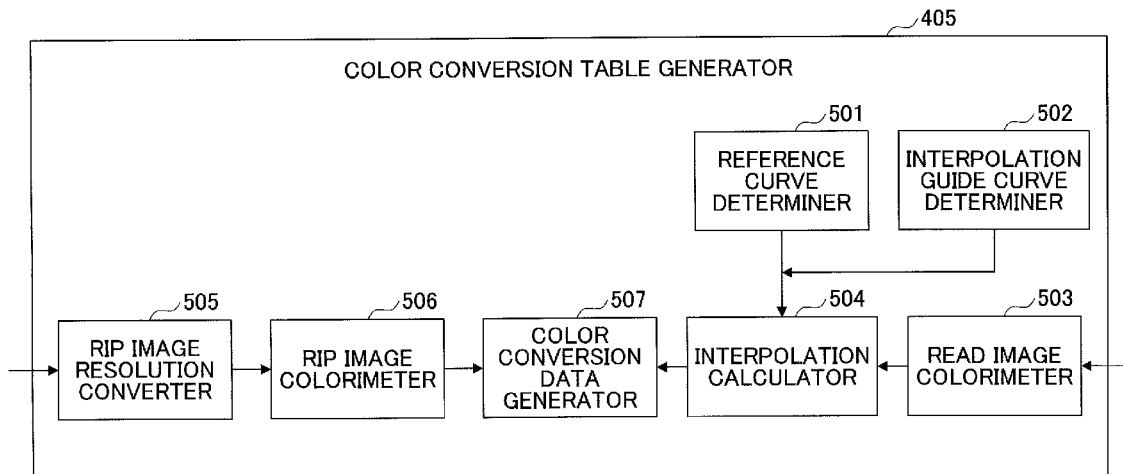 405
COLOR CONVERSION TABLE GENERATOR
501
REFERENCE
CURVE
DETERMINER
502
INTERPOLATION
GUIDE CURVE
DETERMINER
505
RIP IMAGE
RESOLUTION
CONVERTER
506
RIP IMAGE
COLORIMETER
507
COLOR
CONVERSION
DATA
GENERATOR
504
INTERPOLATION
CALCULATOR
503
READ IMAGE
COLORIMETER